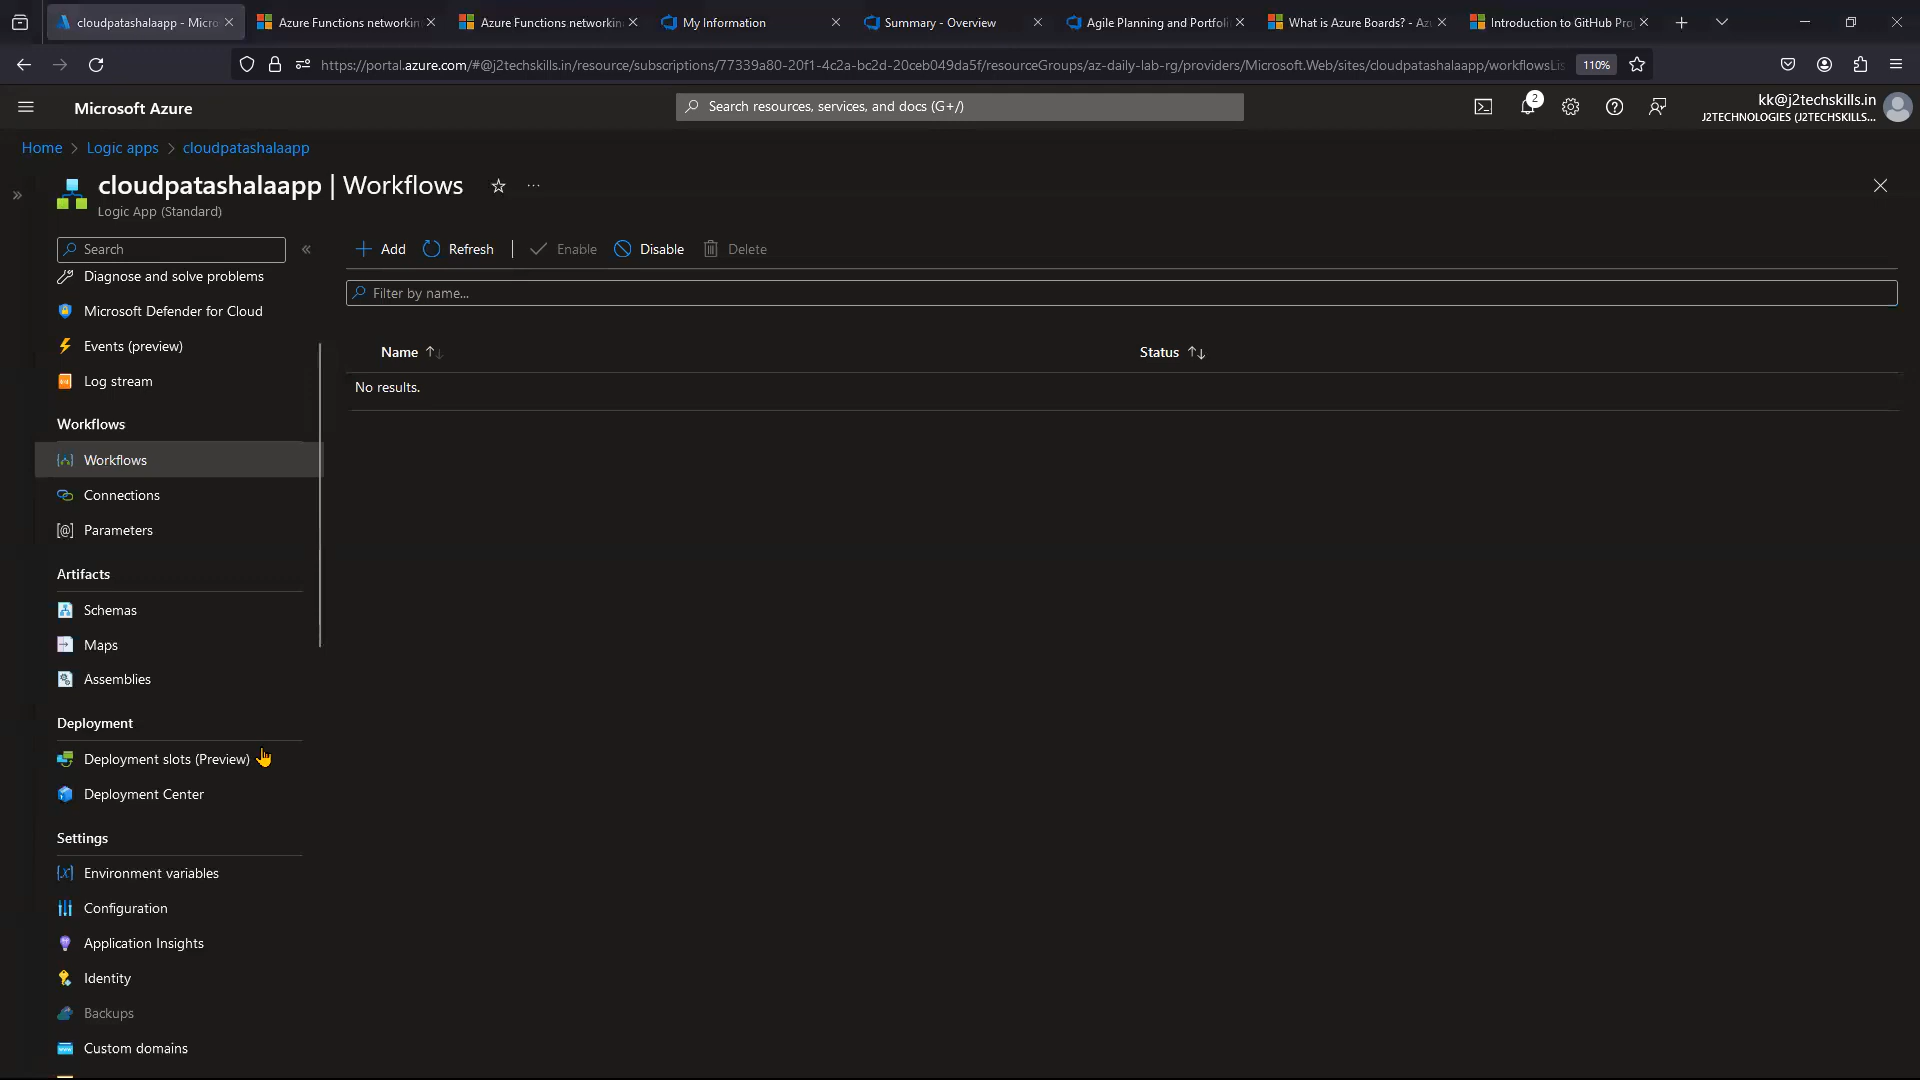 cloudpatashalaapp - Micro
Azure Functions networkin
Azure Functions networkin
My Information
Summary - Overview
Agile Planning and Portfoli
What is Azure Boards? - Az
Introduction to GitHub Pro
https://portal.azure.com/#@j2techskills.in/resource/subscriptions/77339a80-20f1-4c2a-bc2d-20ceb049da5f/resourceGroups/az-daily-lab-rg/providers/Microsoft.Web/sites/cloudpatashalaapp/workflowsLis
110%
Microsoft Azure
Search resources, services, and docs (G+/)
2
kk@j2techskills.in
J2TECHNOLOGIES (J2TECHSKILLS...
Home > Logic apps > cloudpatashalaapp
cloudpatashalaapp | Workflows
Logic App (Standard)
Search
Add
Refresh
Enable
Disable
Delete
Filter by name...
Name
Status
No results.
Diagnose and solve problems
Microsoft Defender for Cloud
Events (preview)
Log stream
Workflows
Workflows
Connections
Parameters
Artifacts
Schemas
Maps
Assemblies
Deployment
Deployment slots (Preview)
Deployment Center
Settings
Environment variables
Configuration
Application Insights
Identity
Backups
Custom domains